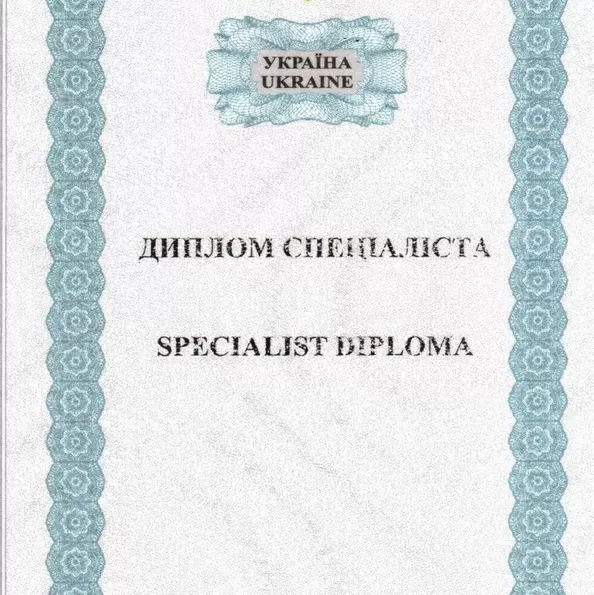 УКРАЇНА
UKRAINE
ДИПЛОМ СПЕЦІАЛІСТА
SPECIALIST DIPLOMA